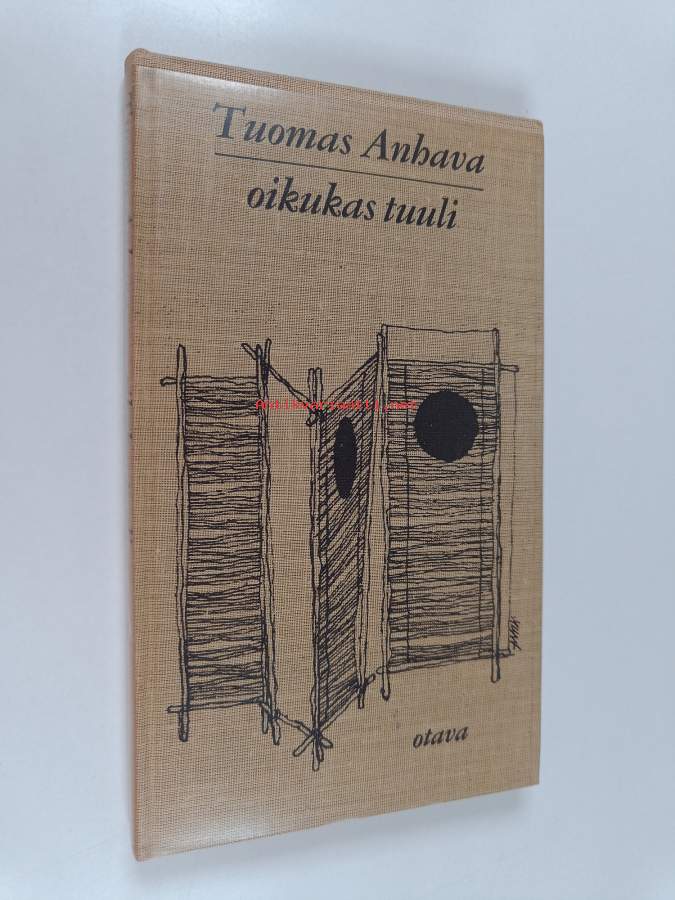 Tuomas Anhava
oikukas tuuli
otava